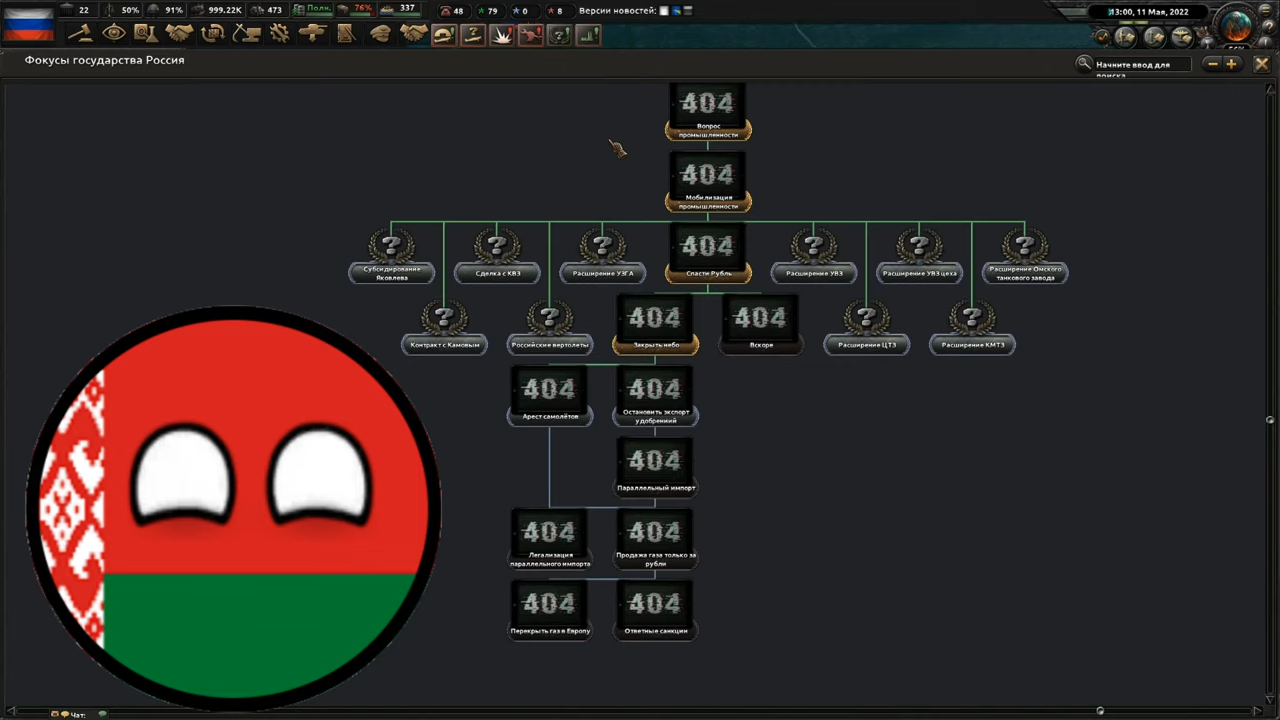 22 50% 91% 999.22K 473 Полн. 76% 337 48 79 0 8 Версии новостей: 13:00, 11 Мая, 2022
Фокусы государства Россия
Начните ввод для
поиска
404
Вопрос
промышленности
404
Мобилизация
промышленности
Субсидирование
Яковлева
Сделка с КВЗ
Расширение УЗГА
404
Спасти Рубль
Расширение УВЗ
Расширение УВЗ цеха
Расширение Омского
танкового завода
Контракт с Камовым
Российские вертолеты
404
Закрыть небо
404
Вскоре
Расширение ЦТЗ
Расширение КМТЗ
404
Арест самолётов
404
Остановить экспорт
удобрениий
404
Параллельный импорт
404
Легализация
параллельного импорта
404
Продажа газа только за
рубли
404
Перекрыть газ в Европу
404
Ответные санкции
Чат: